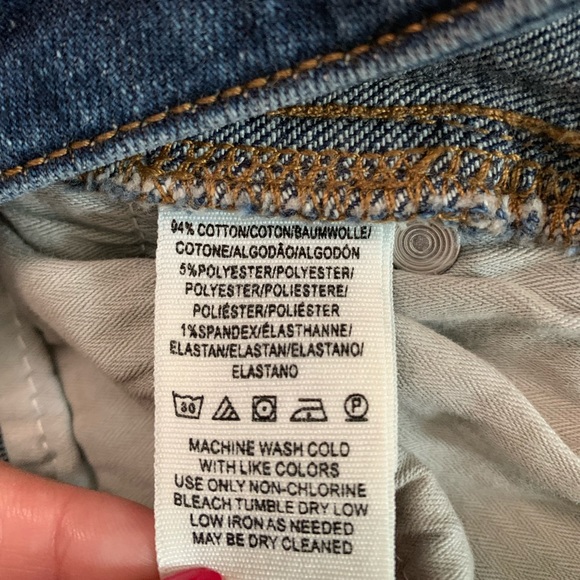 94% COTTON/COTON/BAUMWOLLE/
COTONE/ALGODÃO/ALGODÓN
5%POLYESTER/POLYESTER/
POLYESTER/POLIESTERE/
POLIÉSTER/POLIÉSTER
1%SPANDEX/ÉLASTHANNE/
ELASTAN/ELASTAN/ELASTANO/
ELASTANO
30 P
MACHINE WASH COLD
WITH LIKE COLORS
USE ONLY NON-CHLORINE
BLEACH TUMBLE DRY LOW
LOW IRON AS NEEDED
MAY BE DRY CLEANED